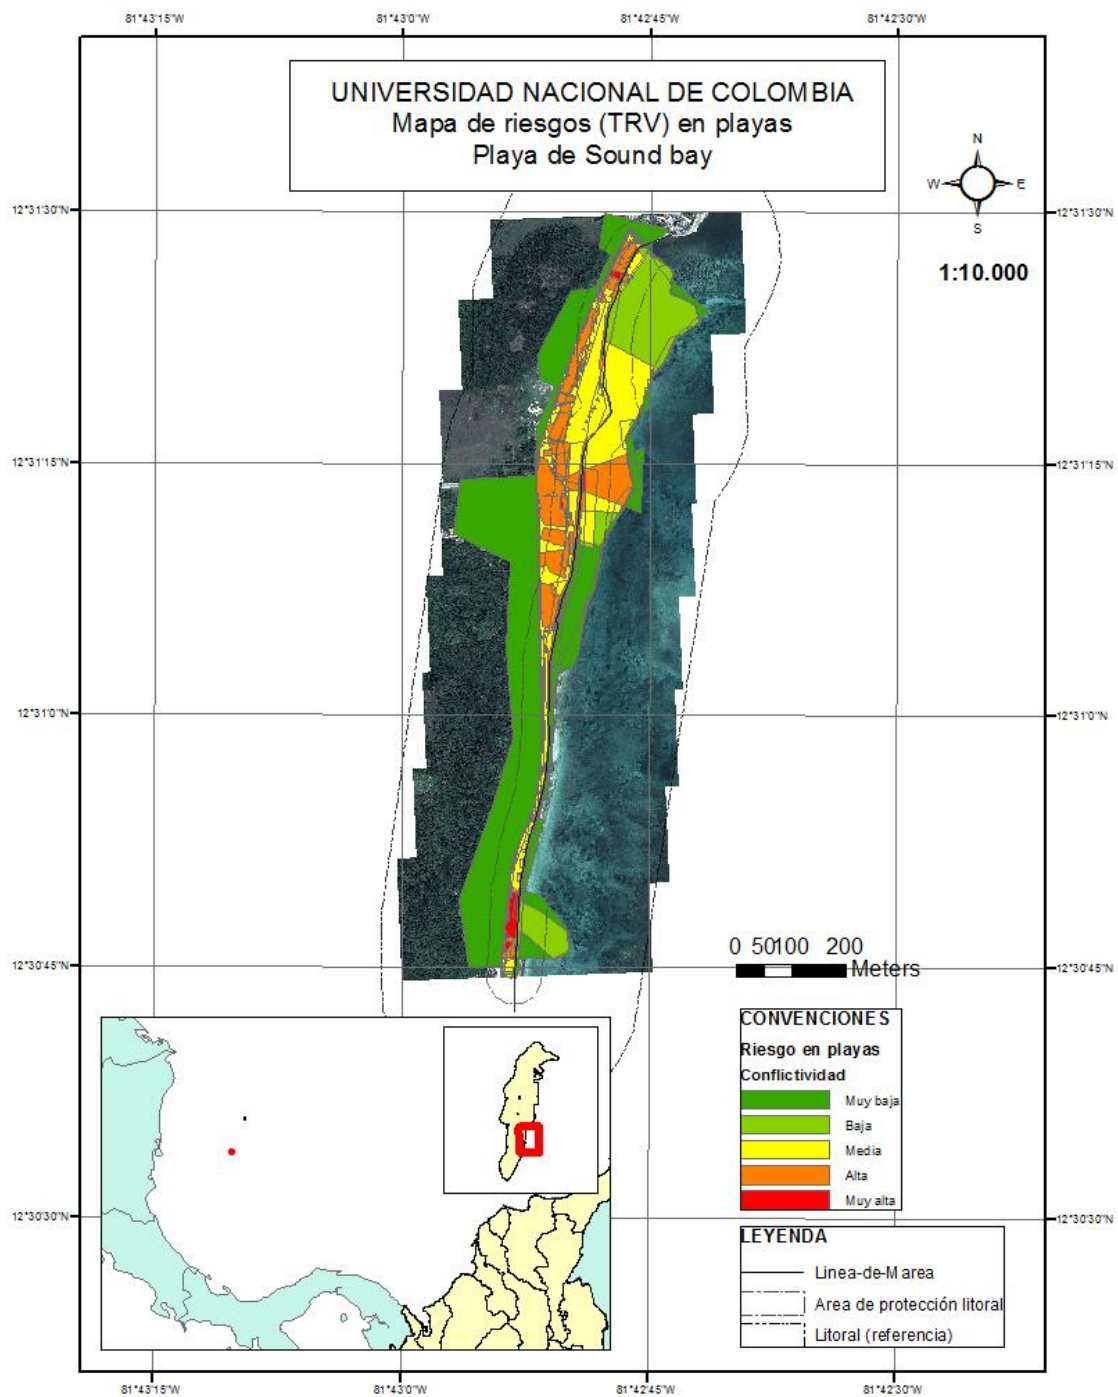 81°43'15"W 81°43'0"W 81°42'45"W 81°42'30"W
UNIVERSIDAD NACIONAL DE COLOMBIA
Mapa de riesgos (TRV) en playas
Playa de Sound bay
N
W E
S
12°31'30"N 12°31'30"N
1:10.000
12°31'15"N 12°31'15"N
12°31'0"N 12°31'0"N
0 50 100 200
Meters
12°30'45"N 12°30'45"N
CONVENCIONES
Riesgo en playas
Conflictividad
Muy baja
Baja
Media
Alta
Muy alta
12°30'30"N 12°30'30"N
LEYENDA
Linea-de-Marea
Area de protección litoral
Litoral (referencia)
81°43'15"W 81°43'0"W 81°42'45"W 81°42'30"W